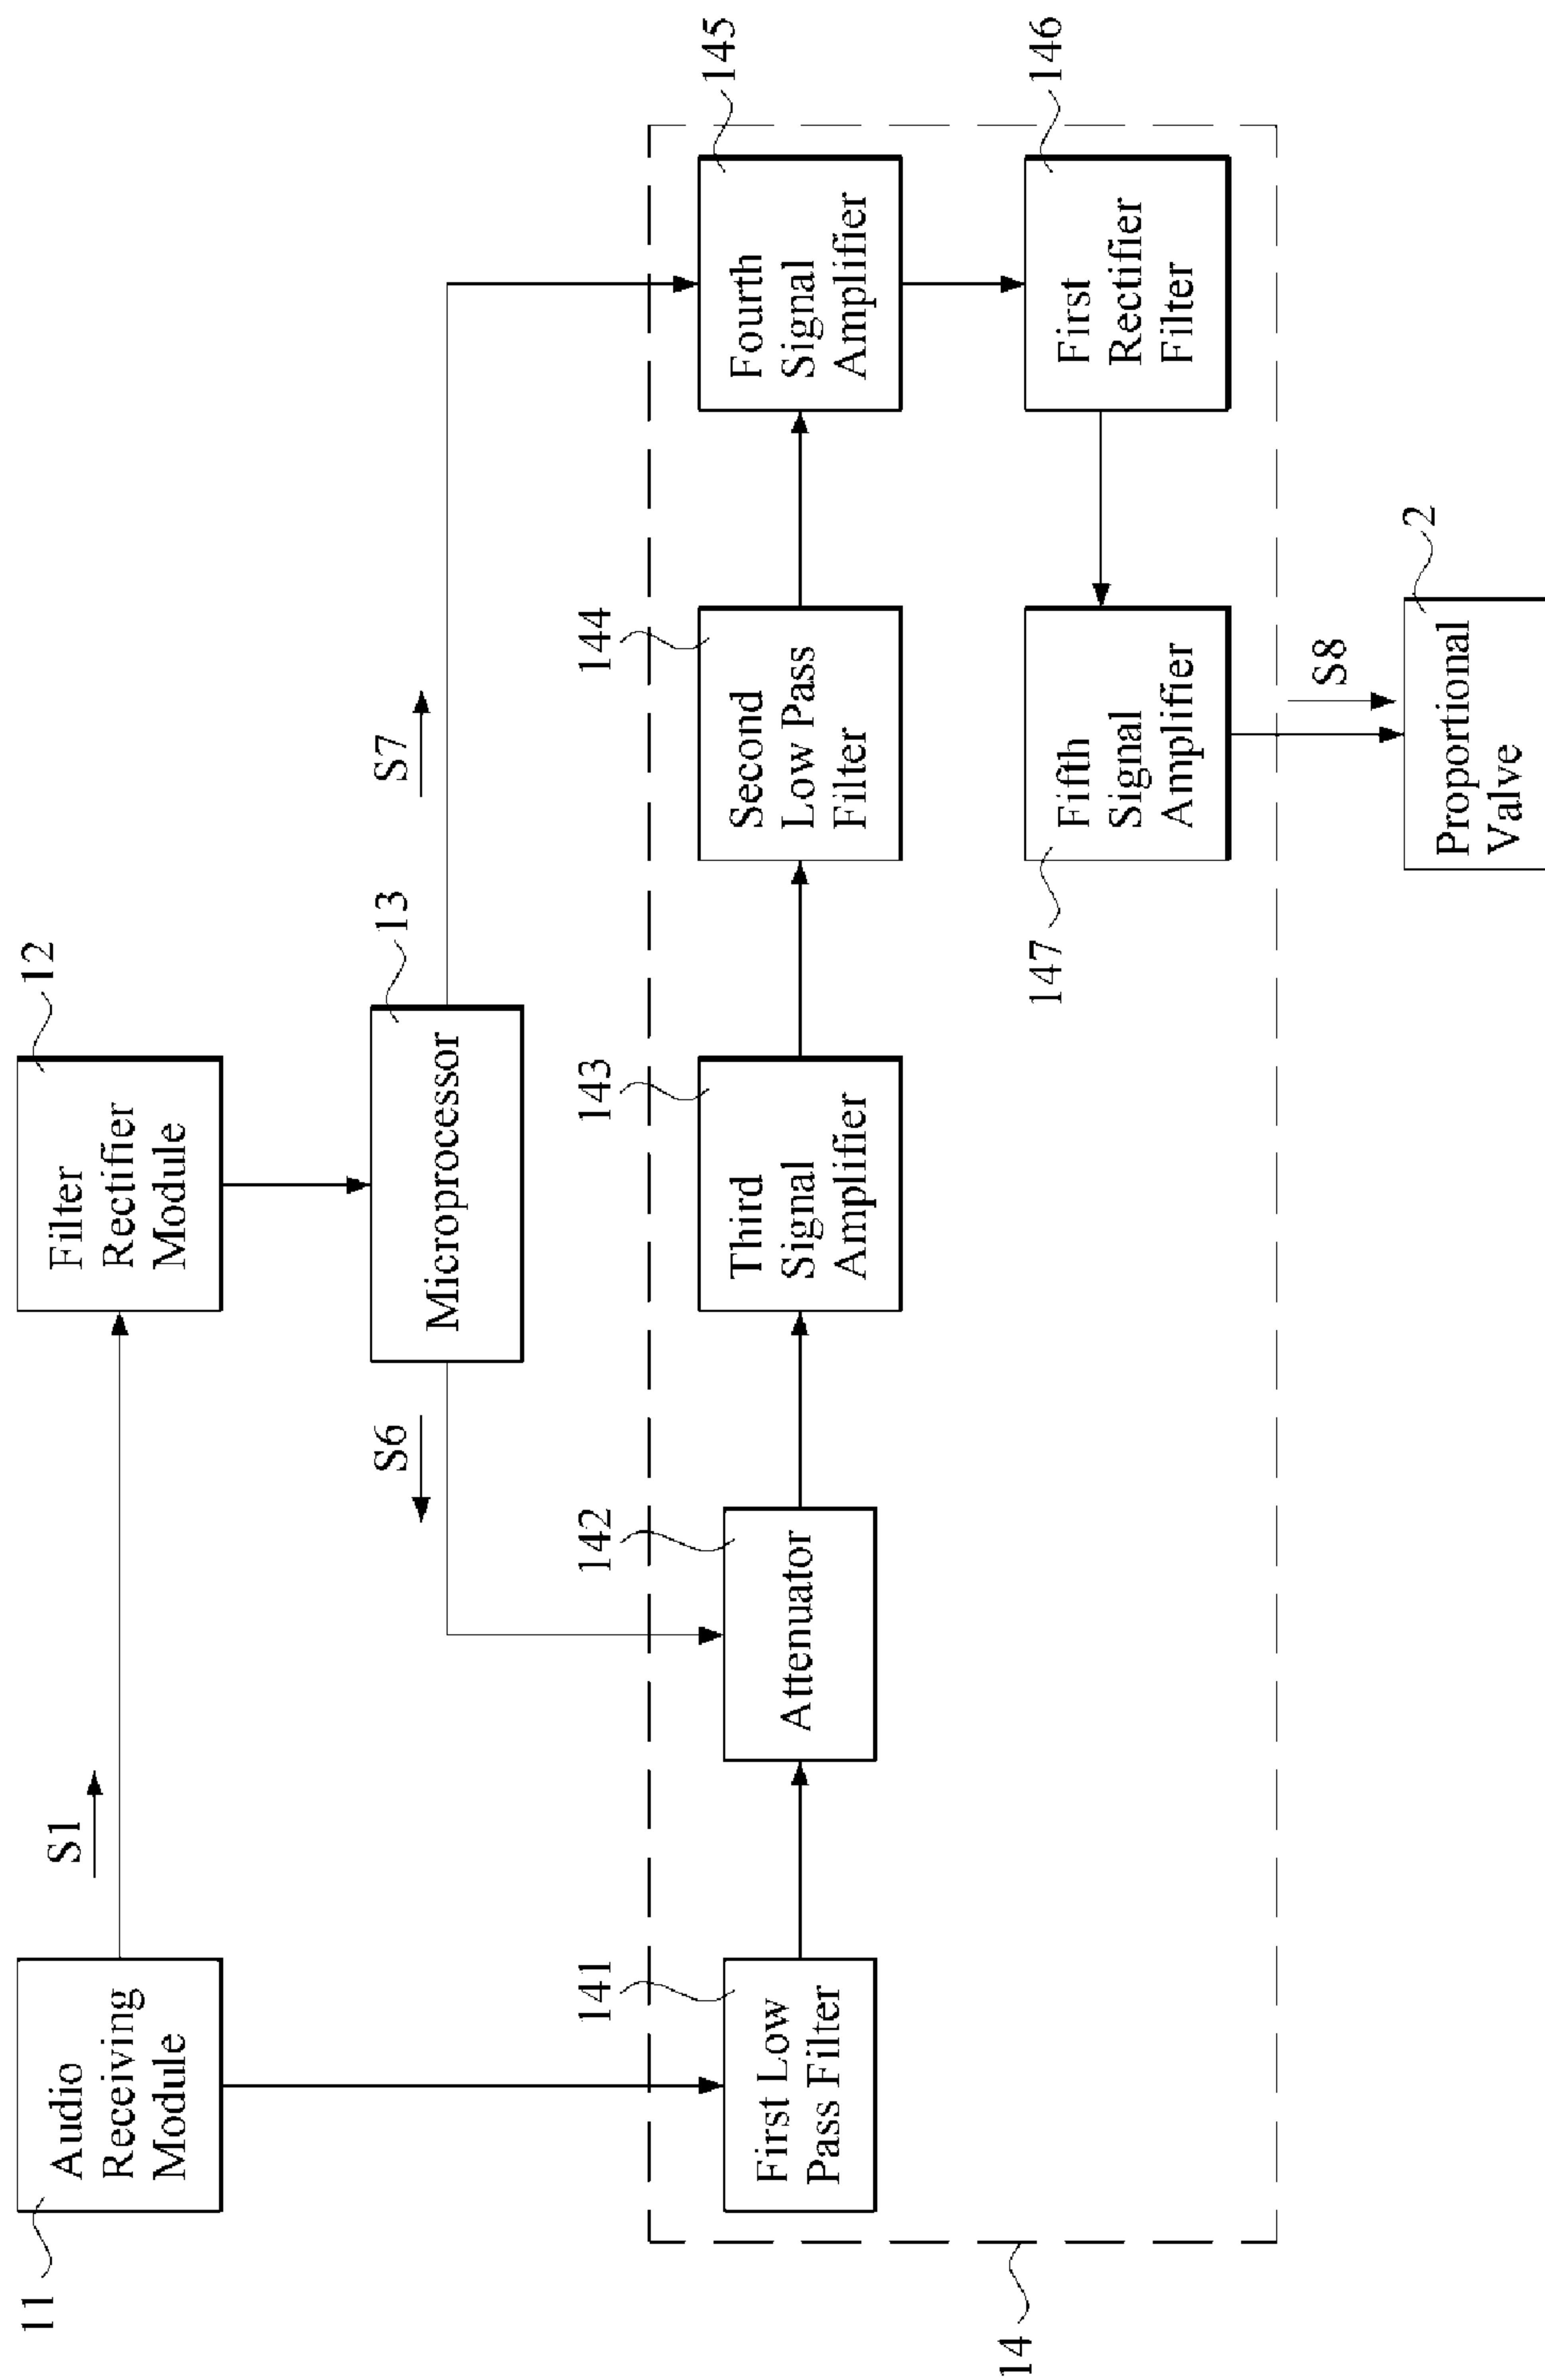 11
Audio
Receiving
Module
S1
12
Filter
Rectifier
Module
S6
13
Microprocessor
S7
141
First Low
Pass Filter
142
Attenuator
143
Third
Signal
Amplifier
144
Second
Low Pass
Filter
145
Fourth
Signal
Amplifier
147
Fifth
Signal
Amplifier
146
First
Rectifier
Filter
14
S8
2
Proportional
Valve